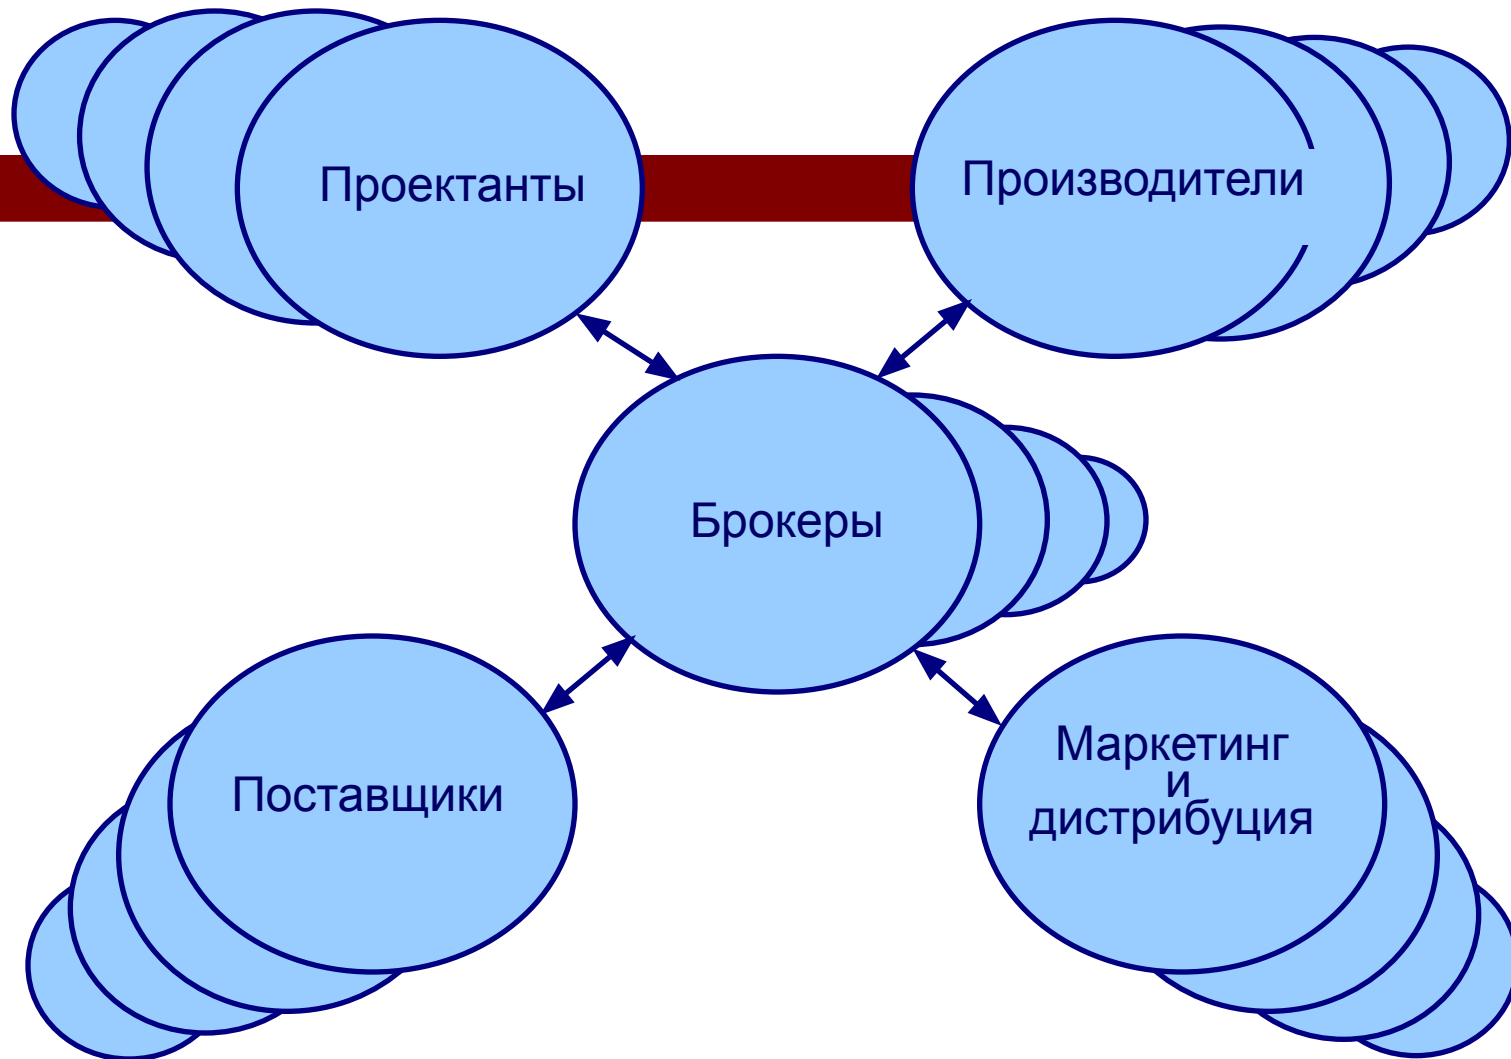 Проектанты
Производители
Брокеры
Поставщики
Маркетинг
и
дистрибуция